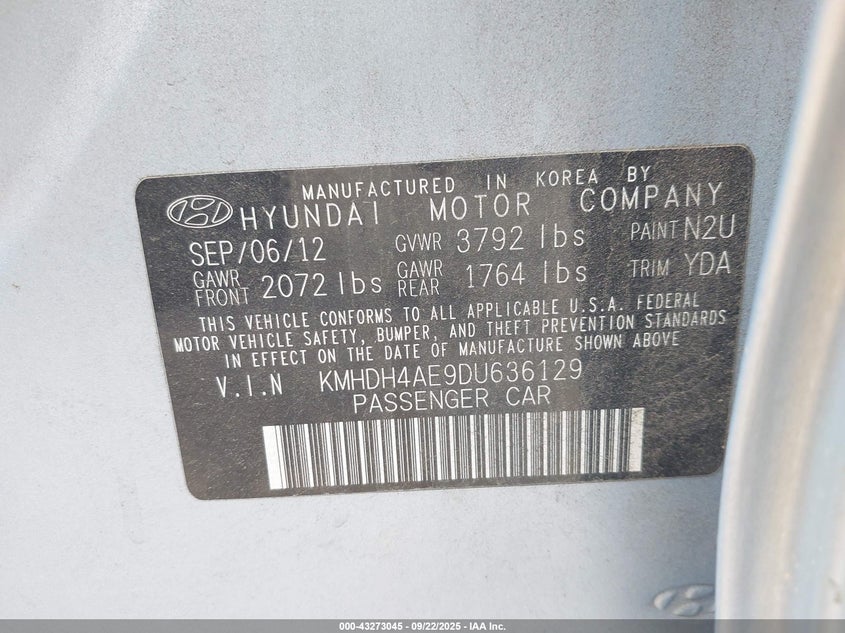 MANUFACTURED IN KOREA BY
HYUNDAI MOTOR COMPANY
SEP/06/12 GVWR 3792 lbs PAINT N2U
GAWR FRONT 2072 lbs GAWR REAR 1764 lbs TRIM YDA
THIS VEHICLE CONFORMS TO ALL APPLICABLE U.S.A. FEDERAL
MOTOR VEHICLE SAFETY, BUMPER, AND THEFT PREVENTION STANDARDS
IN EFFECT ON THE DATE OF MANUFACTURE SHOWN ABOVE
V.I.N KMHDH4AE9DU636129
PASSENGER CAR
000-43273045 - 09/22/2025 - IAA Inc.